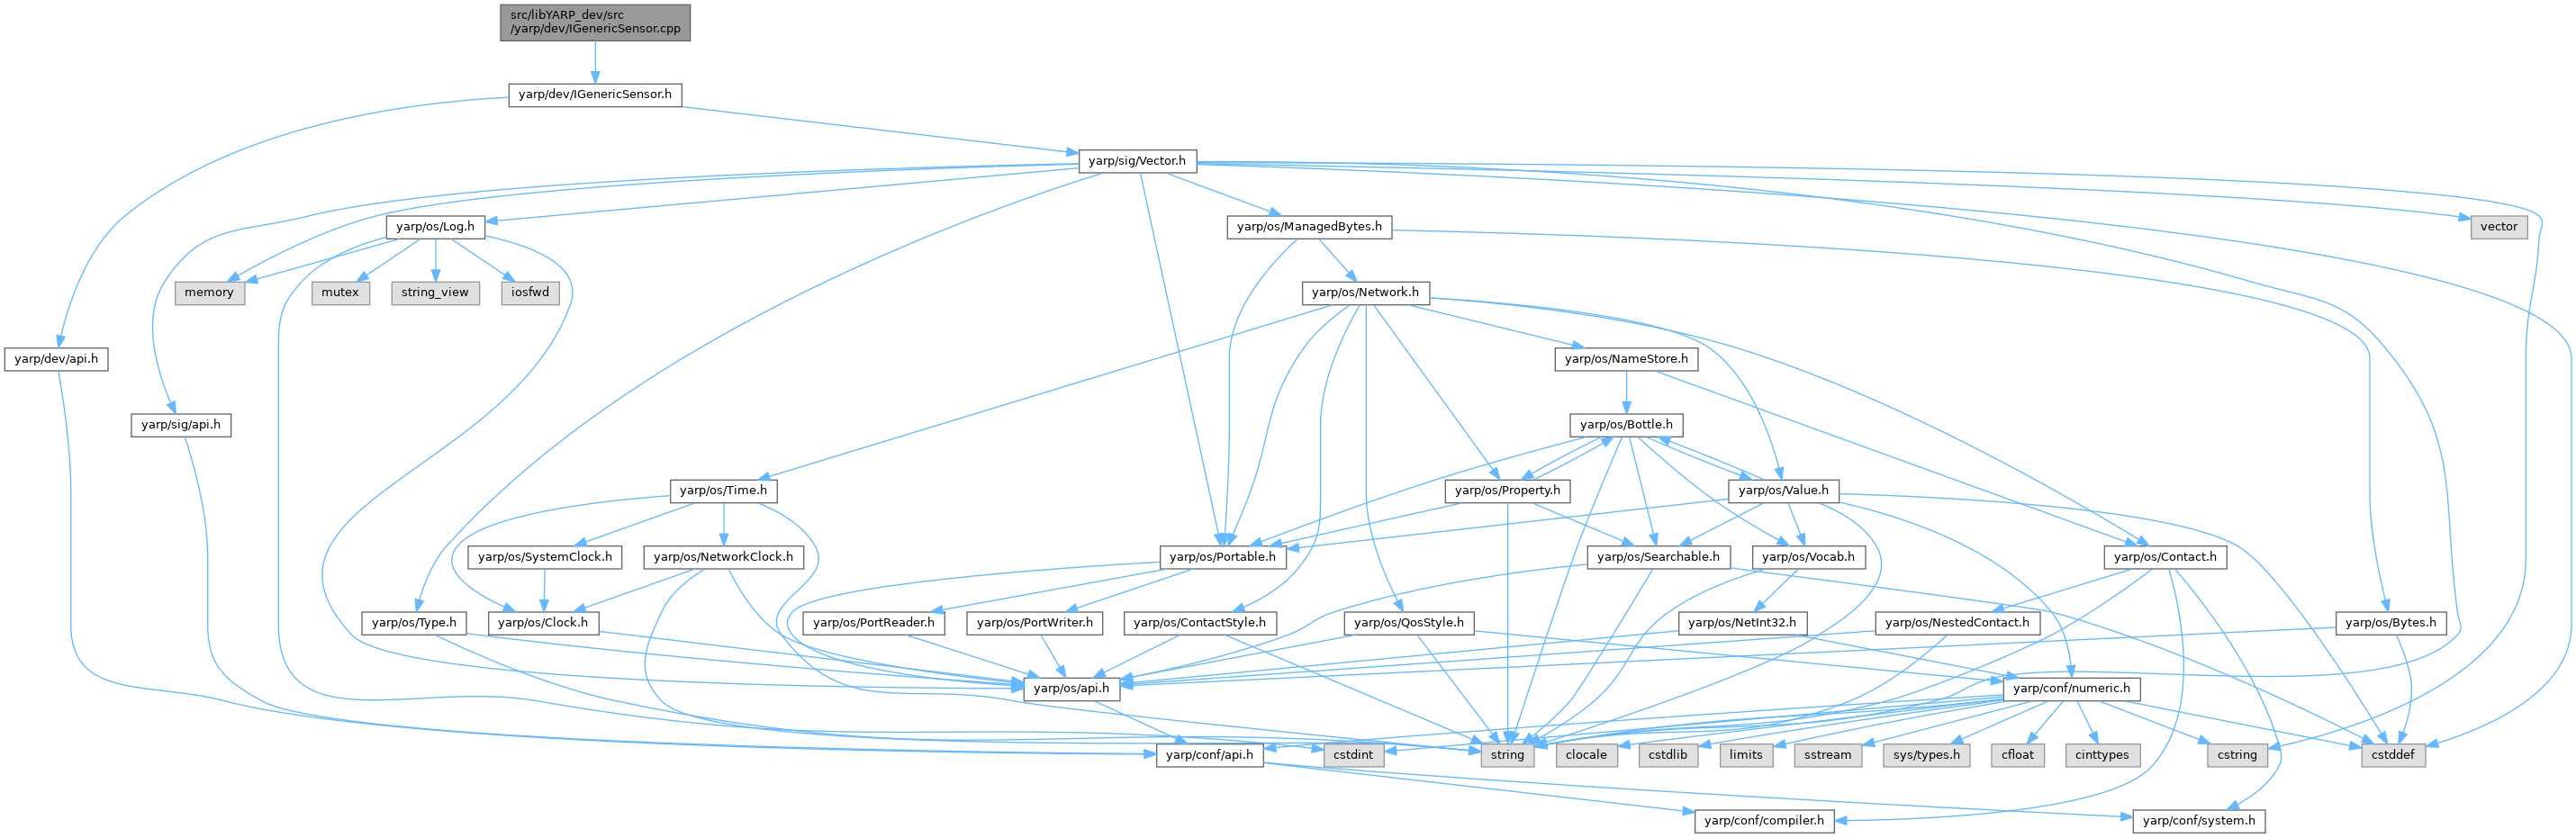 src/libYARP_dev/src
/yarp/dev/IGenericSensor.cpp
yarp/dev/IGenericSensor.h
yarp/sig/Vector.h
yarp/os/Log.h
yarp/os/ManagedBytes.h
vector
memory
mutex
string_view
iosfwd
yarp/os/Network.h
yarp/dev/api.h
yarp/os/NameStore.h
yarp/sig/api.h
yarp/os/Bottle.h
yarp/os/Time.h
yarp/os/Property.h
yarp/os/Value.h
yarp/os/SystemClock.h
yarp/os/NetworkClock.h
yarp/os/Portable.h
yarp/os/Searchable.h
yarp/os/Vocab.h
yarp/os/Contact.h
yarp/os/Type.h
yarp/os/Clock.h
yarp/os/PortReader.h
yarp/os/PortWriter.h
yarp/os/ContactStyle.h
yarp/os/QosStyle.h
yarp/os/NetInt32.h
yarp/os/NestedContact.h
yarp/os/Bytes.h
yarp/os/api.h
yarp/conf/numeric.h
yarp/conf/api.h
cstdint
string
clocale
cstdlib
limits
sstream
sys/types.h
cfloat
cinttypes
cstring
cstddef
yarp/conf/compiler.h
yarp/conf/system.h